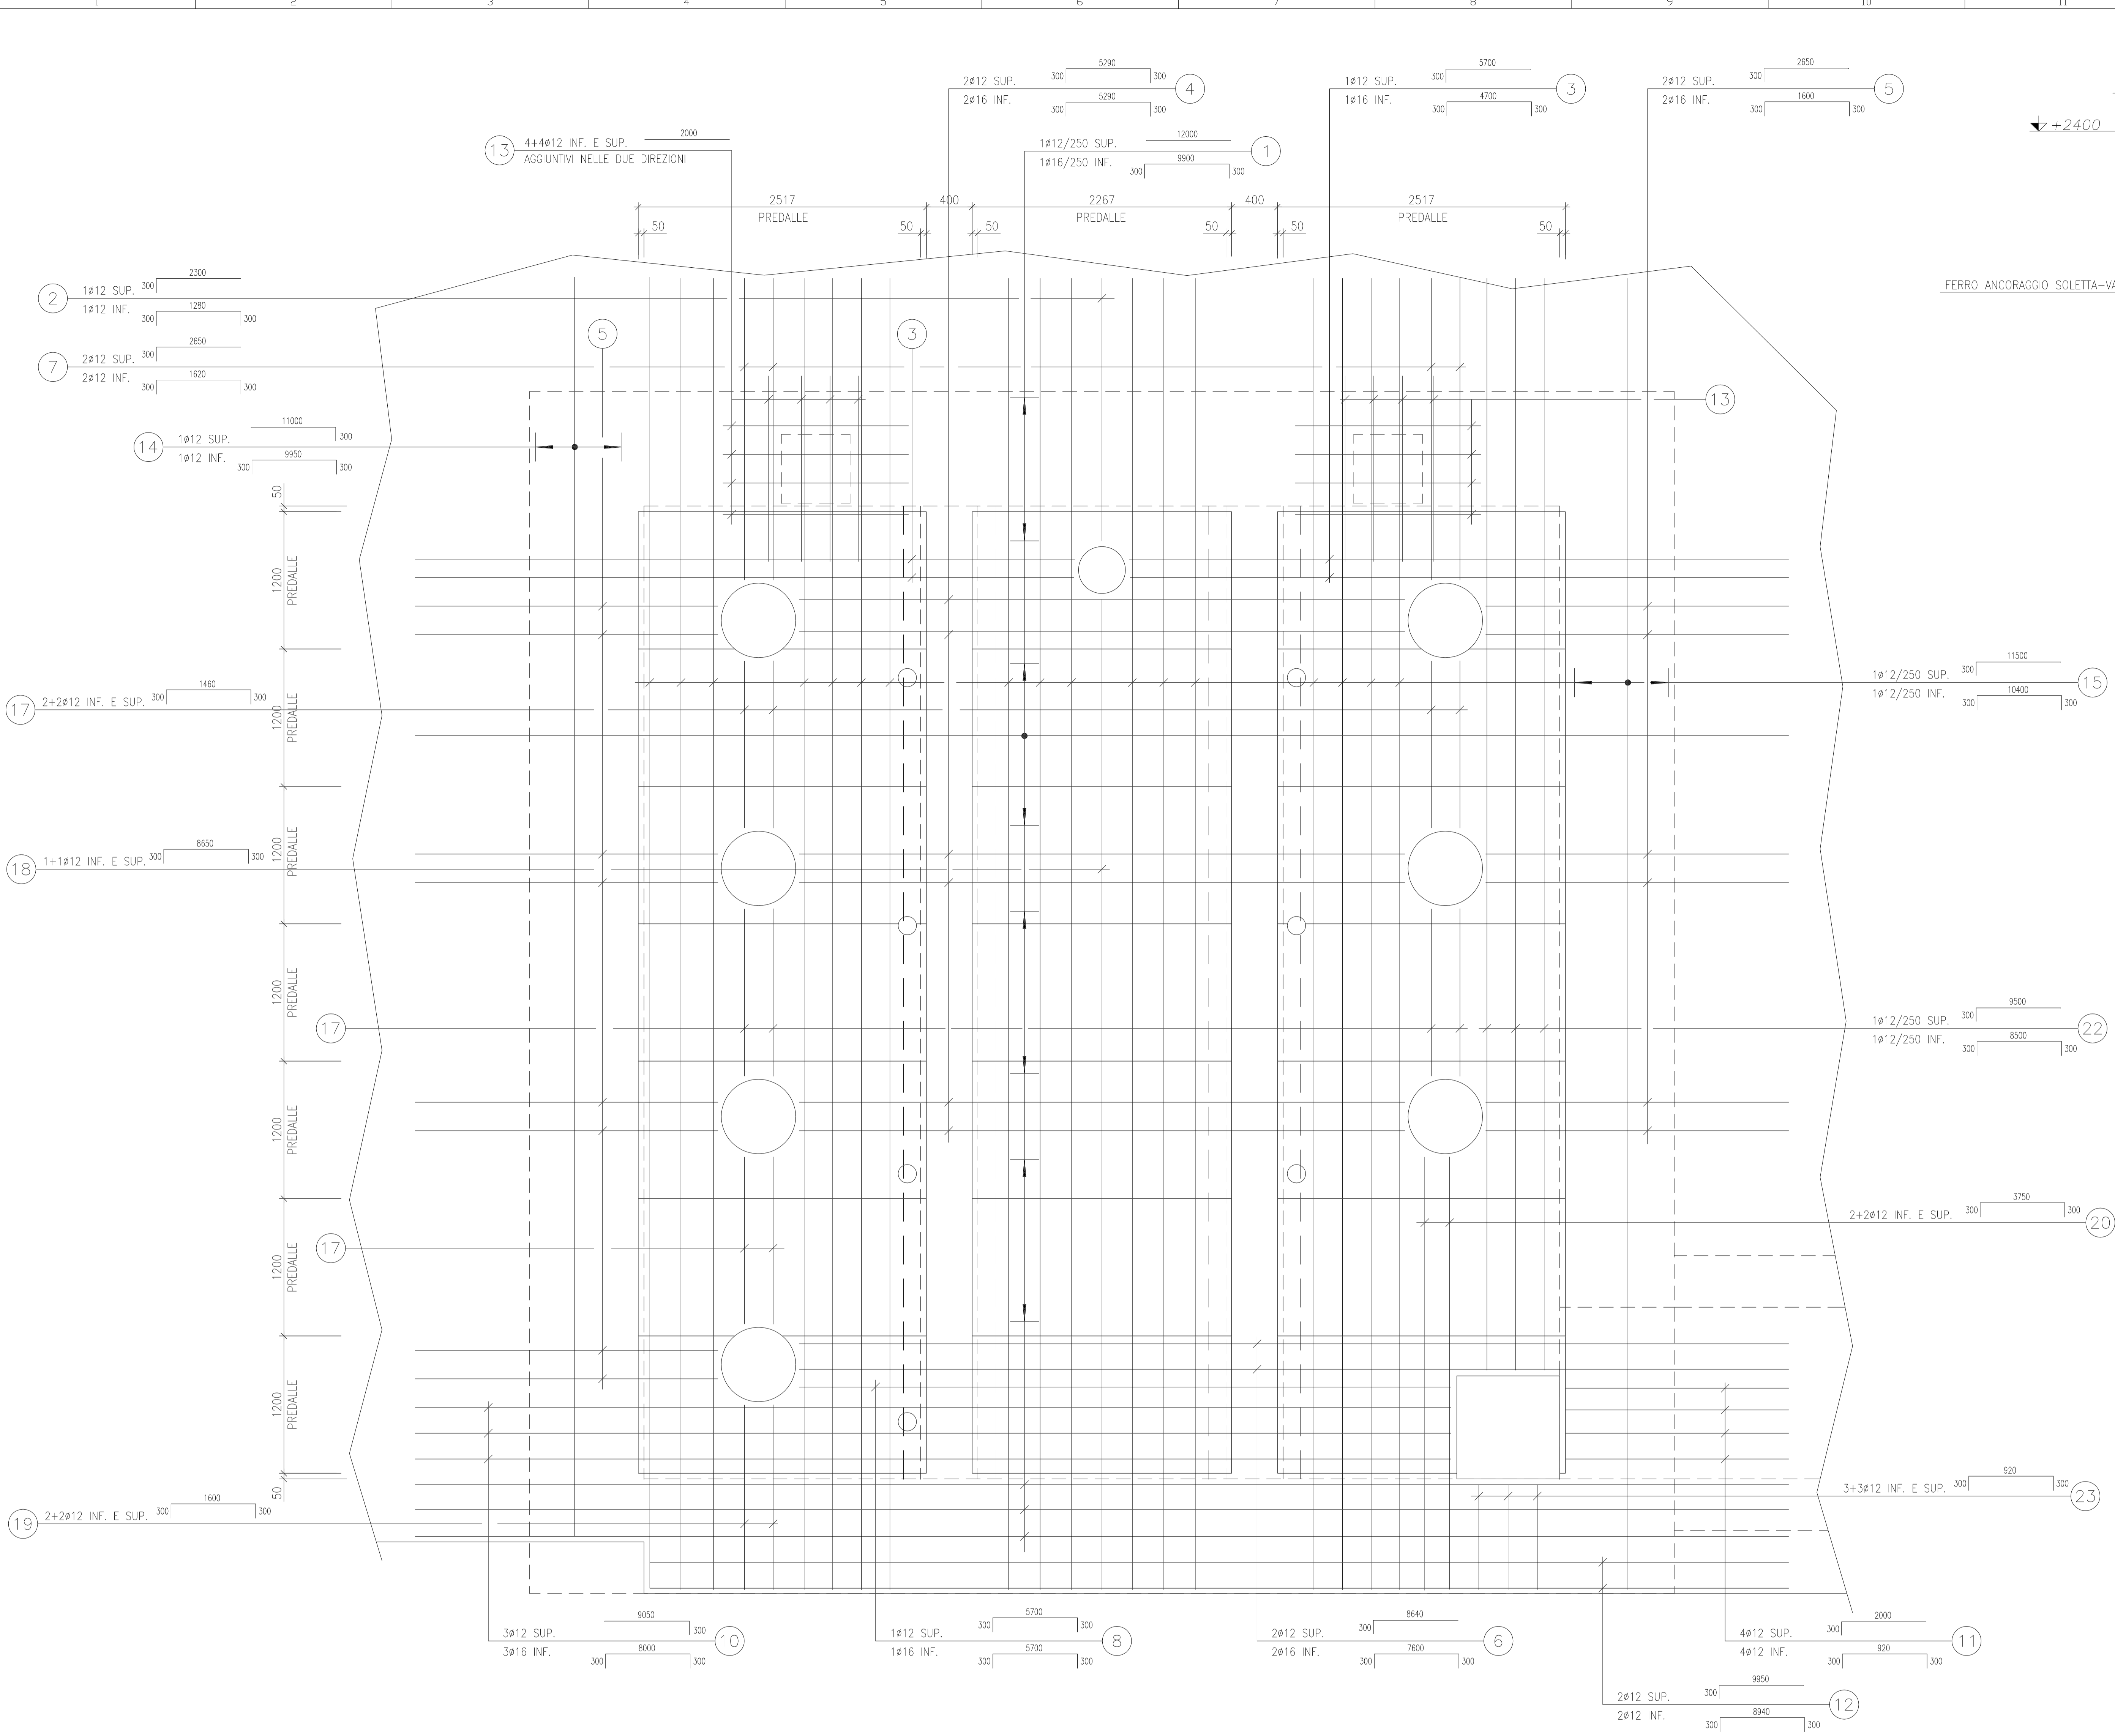 1 2 3 4 5 6 7 8 9 10 11
2ø12 SUP. 300 5290 300
2ø16 INF. 300 5290 300
4
1ø12 SUP. 300 5700
1ø16 INF. 300 4700 300
3
2ø12 SUP. 300 2650
2ø16 INF. 300 1600 300
5
+2400
13
4+4ø12 INF. E SUP. 2000
AGGIUNTIVI NELLE DUE DIREZIONI
1ø12/250 SUP. 12000
1ø16/250 INF. 300 9900 300
1
2517 400 2267 400 2517
PREDALLE PREDALLE PREDALLE
50 50 50 50 50 50
2
1ø12 SUP. 300 2300
1ø12 INF. 300 1280 300
FERRO ANCORAGGIO SOLETTA-VA
5 3
7
2ø12 SUP. 300 2650
2ø12 INF. 300 1620 300
13
14
1ø12 SUP. 11000 300
1ø12 INF. 300 9950 300
50
1200
PREDALLE
1200
PREDALLE
1200
PREDALLE
1200
PREDALLE
1200
PREDALLE
1200
PREDALLE
1200
PREDALLE
50
17
2+2ø12 INF. E SUP. 300 1460 300
1ø12/250 SUP. 300 11500
1ø12/250 INF. 300 10400 300
15
18
1+1ø12 INF. E SUP. 300 8650 300
17
1ø12/250 SUP. 300 9500
1ø12/250 INF. 300 8500 300
22
2+2ø12 INF. E SUP. 300 3750 300
20
17
3+3ø12 INF. E SUP. 300 920 300
23
19
2+2ø12 INF. E SUP. 300 1600 300
3ø12 SUP. 9050 300
3ø16 INF. 300 8000 300
10
1ø12 SUP. 300 5700 300
1ø16 INF. 300 5700 300
8
2ø12 SUP. 300 8640
2ø16 INF. 300 7600 300
6
4ø12 SUP. 300 2000
4ø12 INF. 300 920 300
11
2ø12 SUP. 300 9950
2ø12 INF. 300 8940 300
12